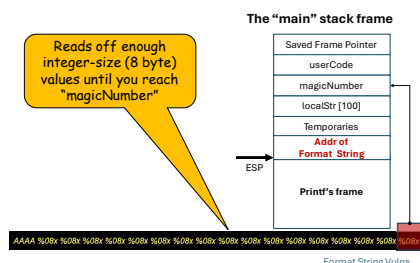 The "main" stack frame
Reads off enough
integer-size (8 byte)
values until you reach
"magicNumber"
Saved Frame Pointer
userCode
magicNumber
localStr [100]
Temporaries
Addr of
Format String
ESP
Printf's frame
AAAA %08x %08x %08x %08x %08x %08x %08x %08x %08x %08x %08x %08x %08x %08x %08x %08x
Format String Vulns